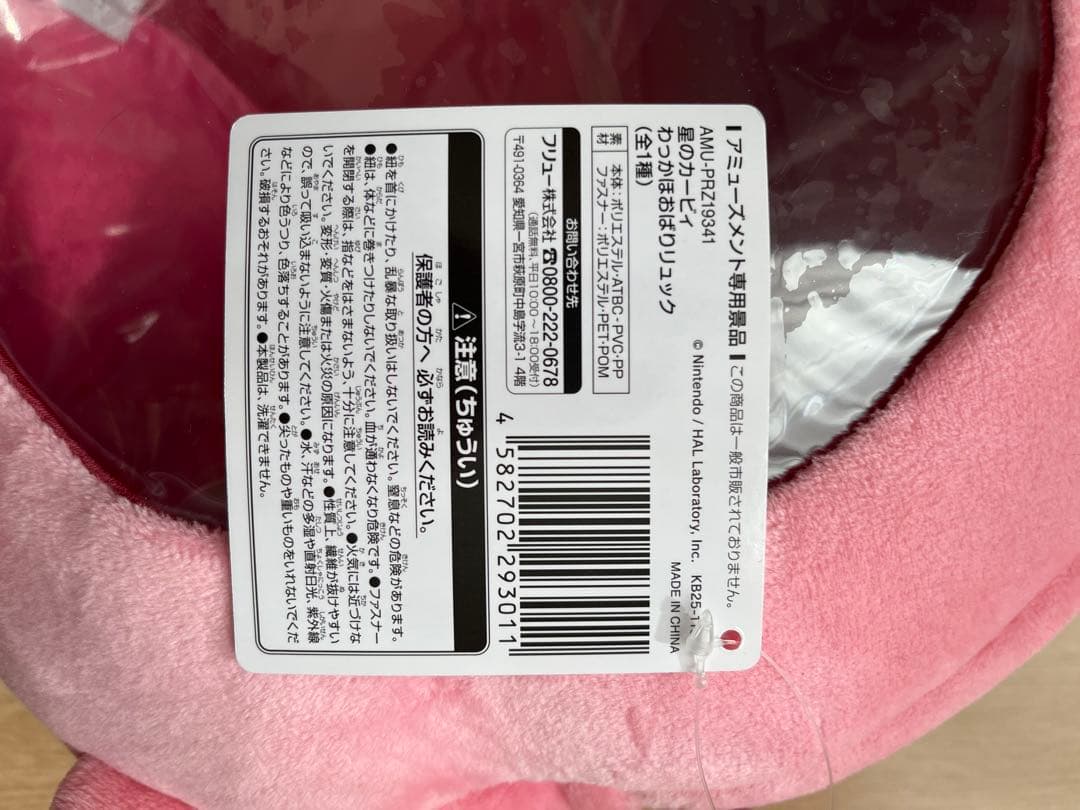 アミューズメント専用景品 この商品は一般市販されておりません。
AMU-PRZ19341
星のカービィ
わっかほおばりリュック
(全1種)
© Nintendo / HAL Laboratory, Inc. KB25-1
MADE IN CHINA
素材
本体:ポリエステル・ATBC-PVC・PP
ファスナー:ポリエステル・PET・POM
お問い合わせ先
フリュー株式会社 ☎0800-222-0678
(通話無料、平日10:00～18:00受付)
〒491-0364 愛知県一宮市萩原町中島字流3-1 4階
4 582702 293011
⚠注意(ちゅうい)
保護者の方へ 必ずお読みください。
●紐を首にかけたり、乱暴な取り扱いはしないでください。窒息などの危険があります。
●紐は、体などに巻きつけたりしないでください。血が通わなくなり危険です。●ファスナー
を開閉する際は、指などをはさまないよう、十分に注意してください。●火気には近づけな
いでください。変形・変質・火傷または火災の原因になります。●性質上、繊維が抜けやすい
ので、誤って吸い込まないように注意してください。●水、汗などの多湿や直射日光、紫外線
などにより色うつり、色落ちすることがあります。●尖ったものや重いものをいれないでくだ
さい。破損するおそれがあります。●本製品は、洗濯できません。